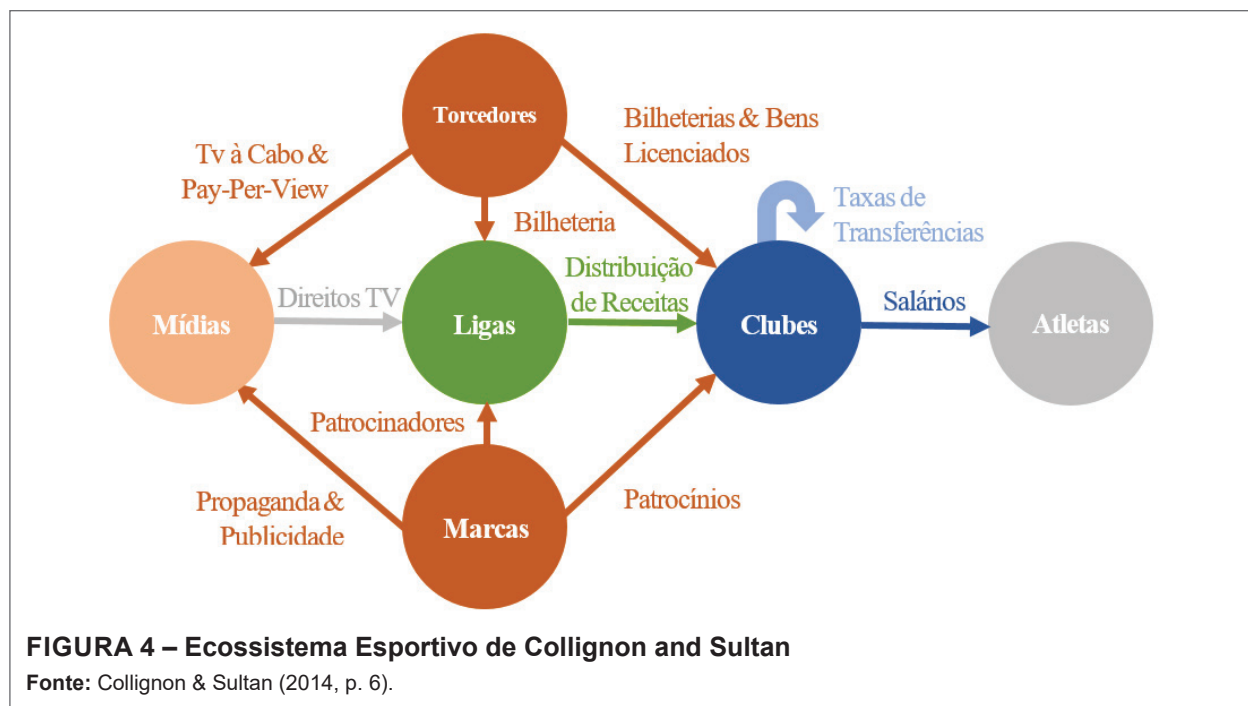 Torcedores
Bilheterias & Bens
Licenciados
Tv à Cabo &
Pay-Per-View
Taxas de
Transferências
Bilheteria
Distribuição
de Receitas
Direitos TV
Salários
Mídias
Ligas
Clubes
Atletas
Patrocinadores
Propaganda &
Publicidade
Patrocínios
Marcas
FIGURA 4 – Ecossistema Esportivo de Collignon and Sultan
Fonte: Collignon & Sultan (2014, p. 6).